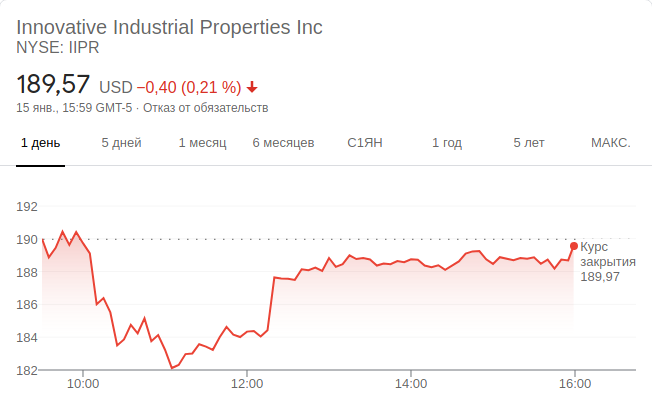 Innovative Industrial Properties Inc
NYSE: IIPR
189,57 USD −0,40 (0,21 %)
15 янв., 15:59 GMT-5 · Отказ от обязательств
1 день 5 дней 1 месяц 6 месяцев С1ЯН 1 год 5 лет МАКС.
192
190
188
186
184
182
Курс
закрытия
189,97
10:00 12:00 14:00 16:00